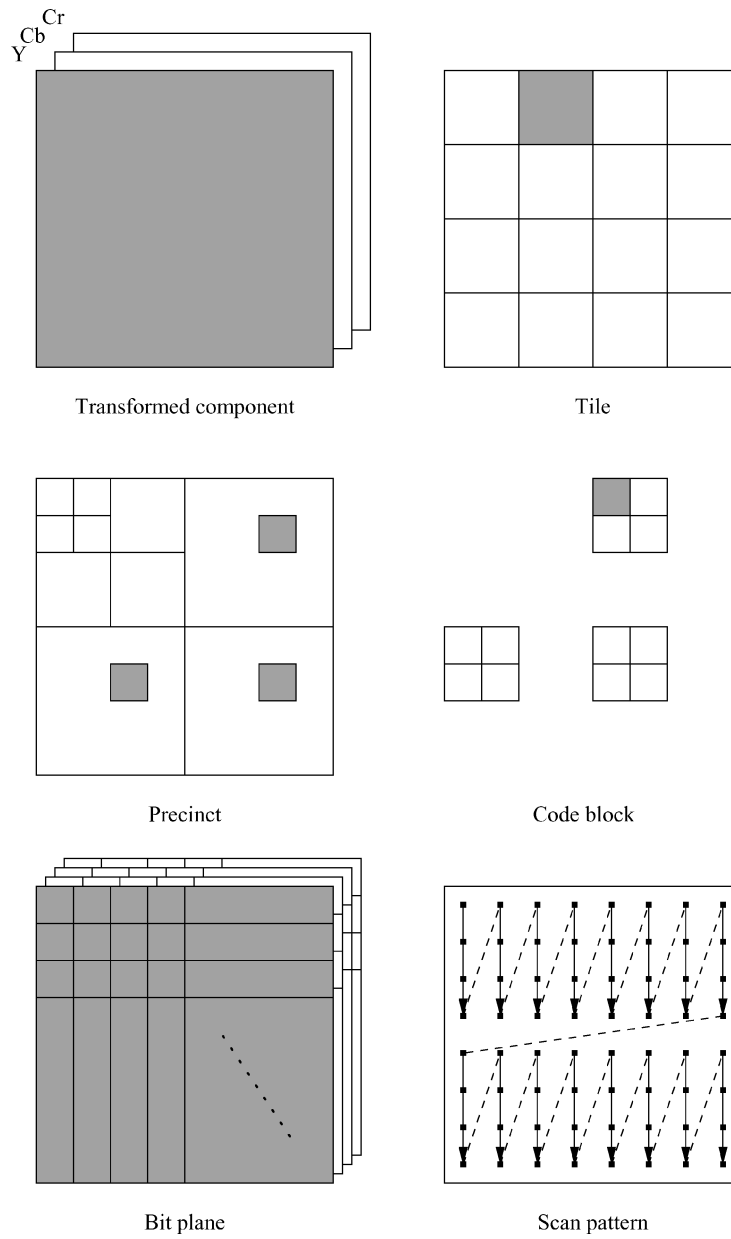 Cr
Cb
Y
Transformed component
Tile
Precinct
Code block
Bit plane
Scan pattern